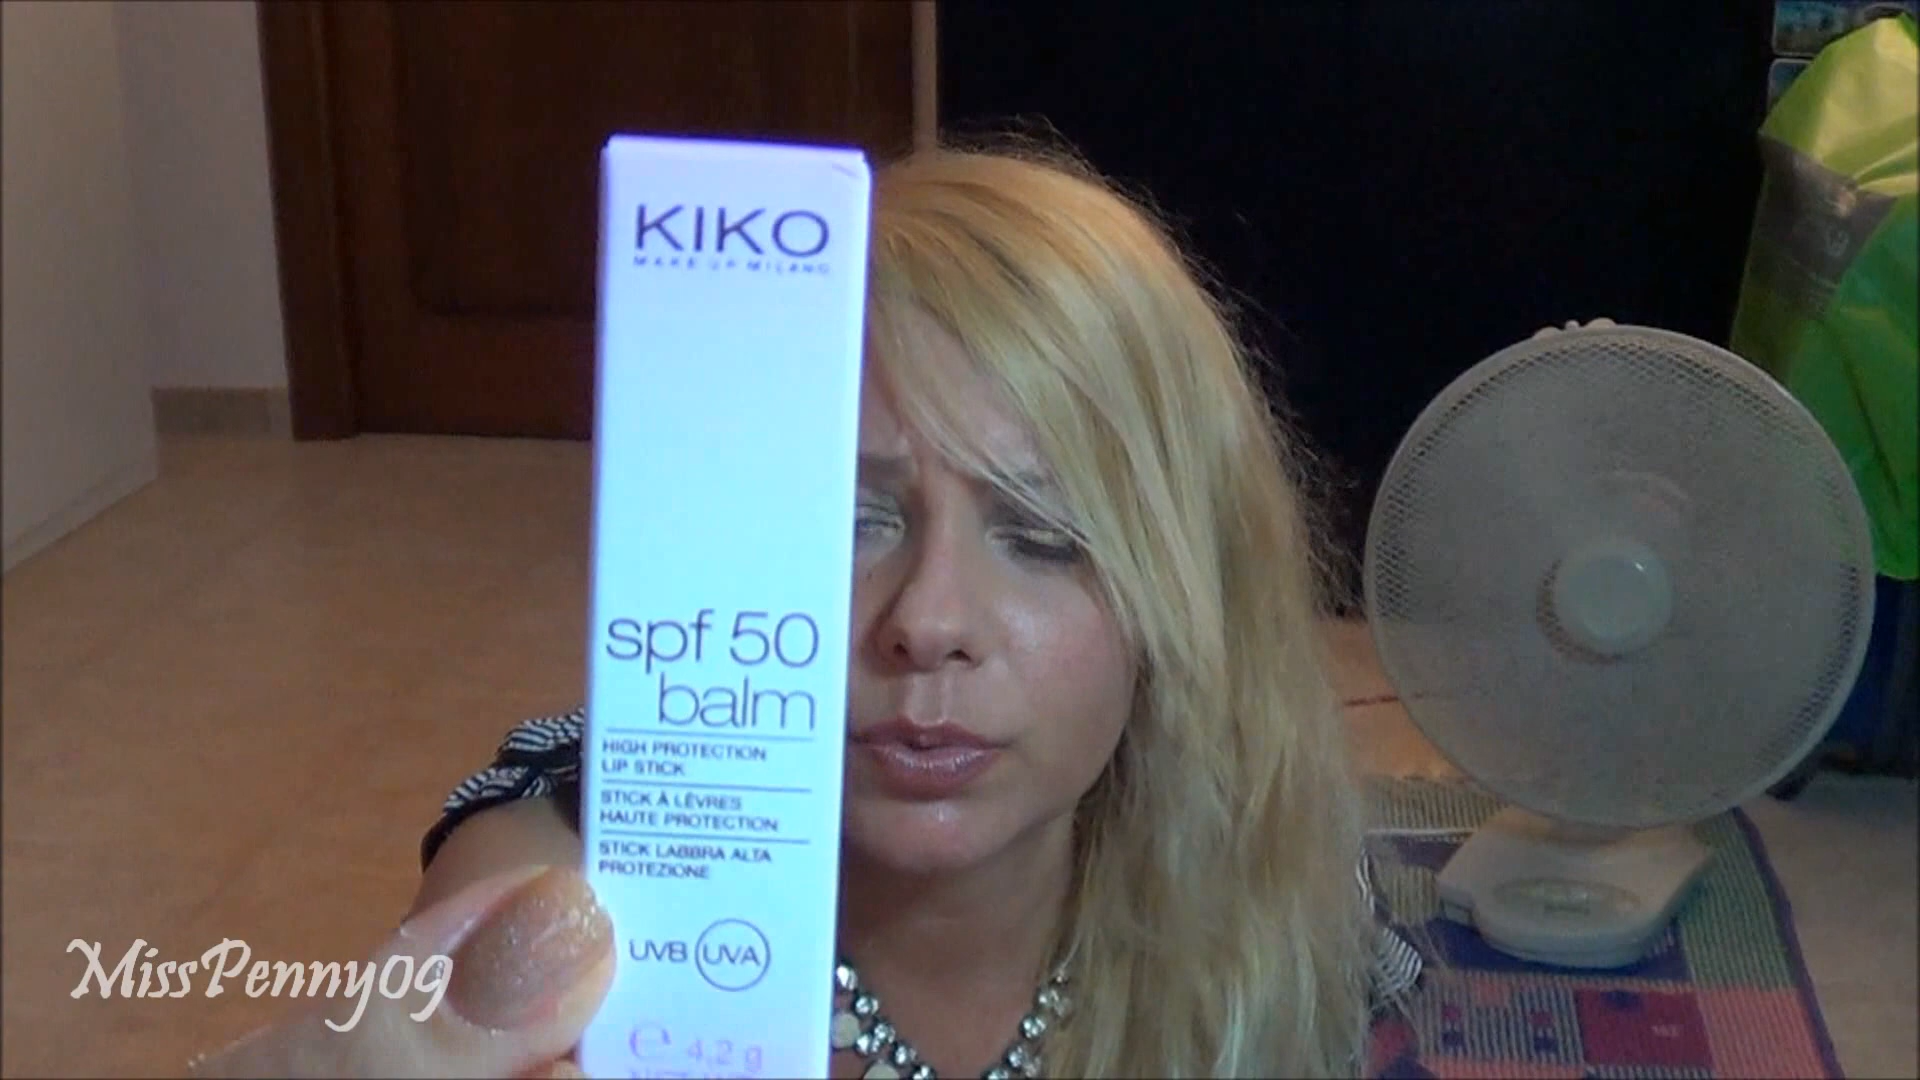 KIKO
MAKE UP MILANO
spf 50
balm
HIGH PROTECTION
LIP STICK
STICK À LÈVRES
HAUTE PROTECTION
STICK LABBRA ALTA
PROTEZIONE
UVB UVA
e 4,2 g
MissPenny09